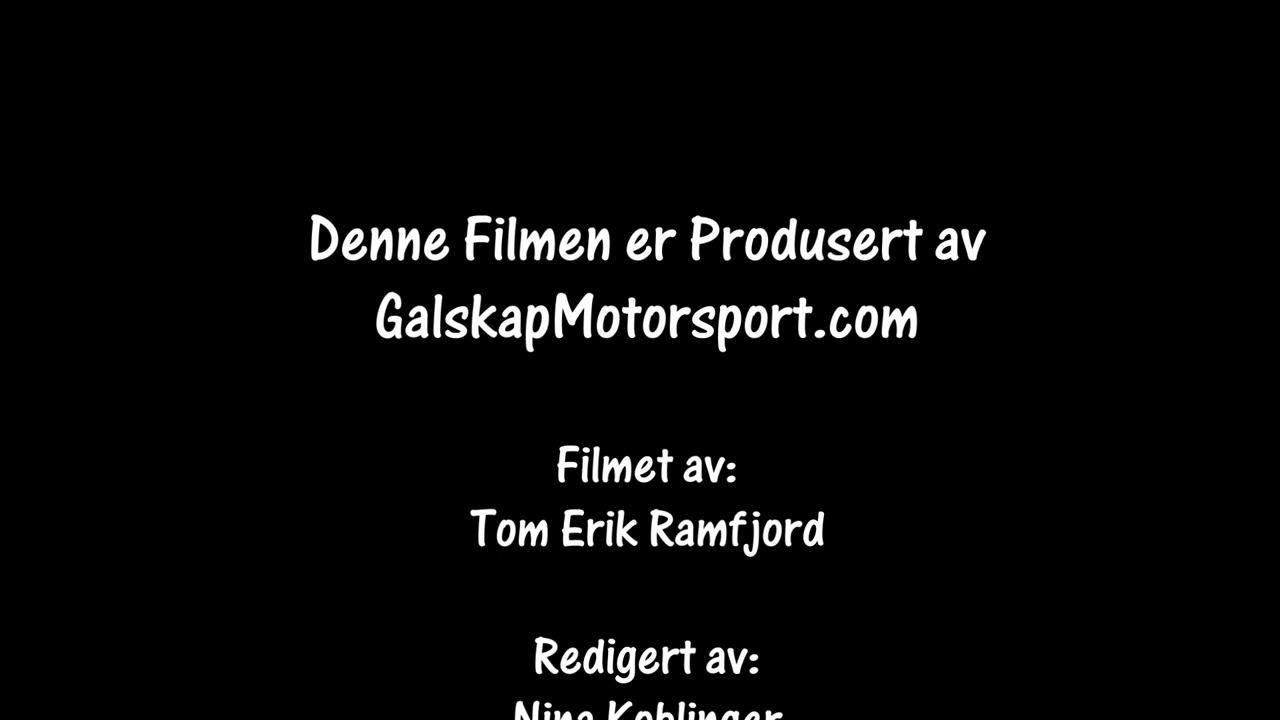 Denne Filmen er Produsert av
GalskapMotorsport.com
Filmet av:
Tom Erik Ramfjord
Redigert av: